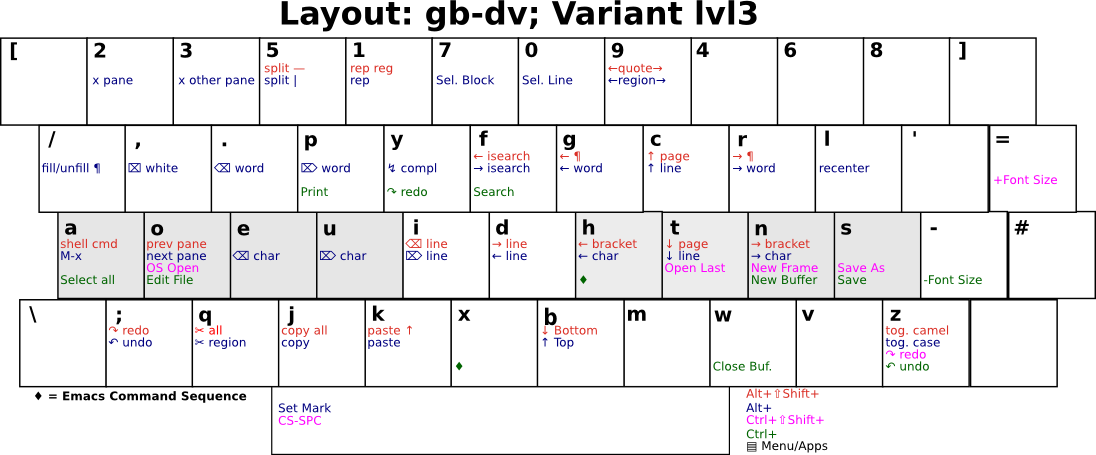 Layout: gb-dv; Variant lvl3
[ 2 3 5 1 7 0 9 4 6 8 ]
split — rep reg ←quote→
x pane x other pane split | rep Sel. Block Sel. Line ←region→
/ , . p y f g c r l ' =
← isearch ← ¶ ↑ page → ¶
fill/unfill ¶ ⌧ white ⌫ word ⌦ word ↯ compl → isearch ← word ↑ line → word recenter
+Font Size
Print ↷ redo Search
a o e u i d h t n s - #
shell cmd prev pane ⌫ line → line ← bracket ↓ page → bracket
M-x next pane ⌫ char ⌦ char ⌦ line ← line ← char ↓ line → char
OS Open Open Last New Frame Save As
Select all Edit File ♦ New Buffer Save -Font Size
\ ; q j k x b m w v z
↷ redo ✂ all copy all paste ↑ ↓ Bottom tog. camel
↶ undo ✂ region copy paste ↑ Top tog. case
↷ redo
♦ Close Buf. ↶ undo
♦ = Emacs Command Sequence Alt+⇧Shift+
Set Mark Alt+
CS-SPC Ctrl+⇧Shift+
Ctrl+
▤ Menu/Apps